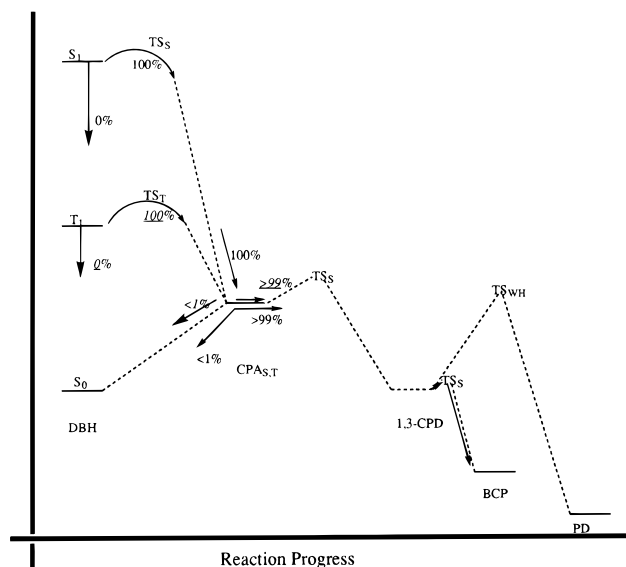 TSS
S1
100%
0%
TST
T1
100%
0%
100%
>99%
TSS
<1%
>99%
TSWH
<1%
CPAS,T
S0
TSS
DBH
1,3-CPD
BCP
PD
Reaction Progress